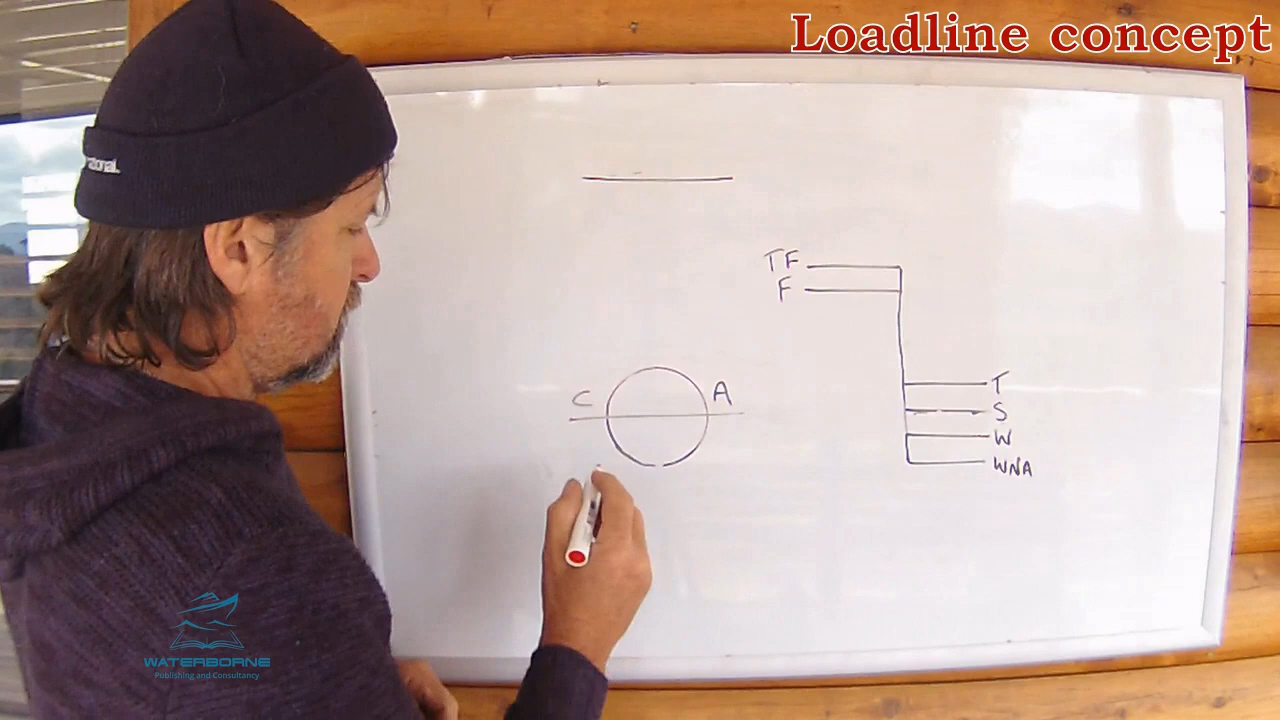 Loadline concept
TF
F
C
A
T
S
W
WNA
WATERBORNE
Publishing and Consultancy